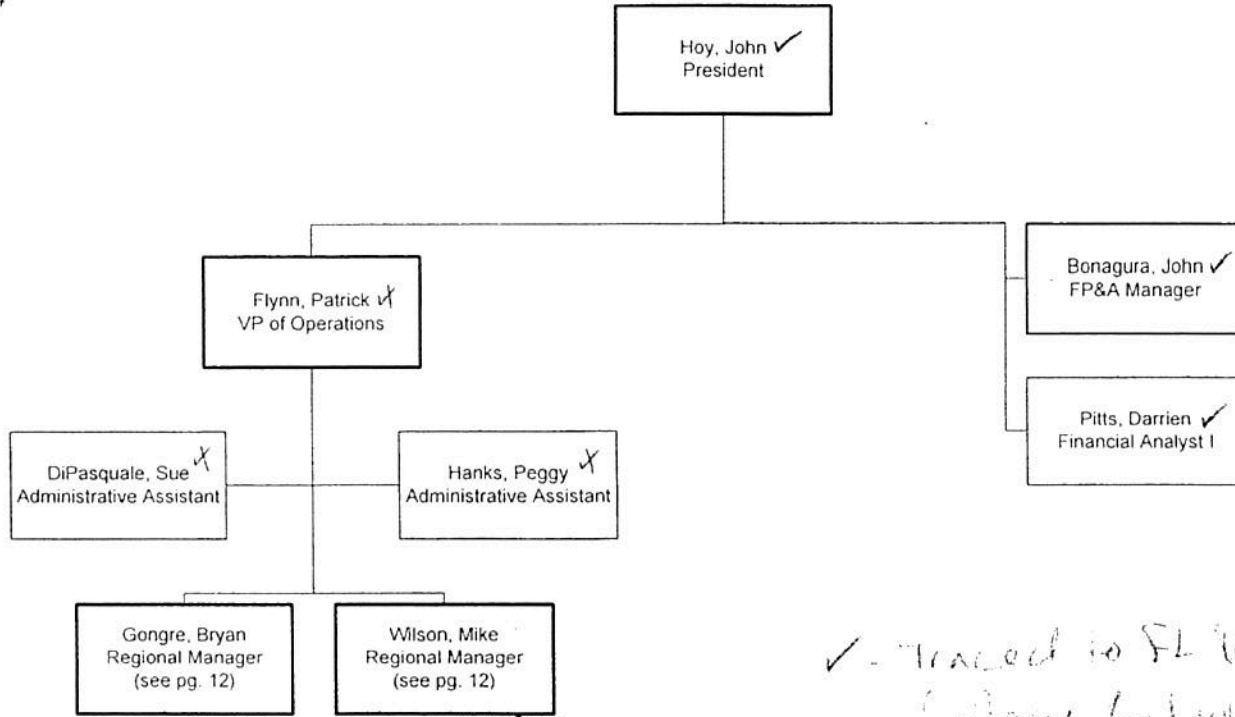 Hoy, John ✓
President
Flynn, Patrick
VP of Operations
Bonagura, John ✓
FP&A Manager
DiPasquale, Sue
Administrative Assistant
Hanks, Peggy
Administrative Assistant
Pitts, Darrien ✓
Financial Analyst I
Gongre, Bryan
Regional Manager
(see pg. 12)
Wilson, Mike
Regional Manager
(see pg. 12)
✓ - Traced to FL